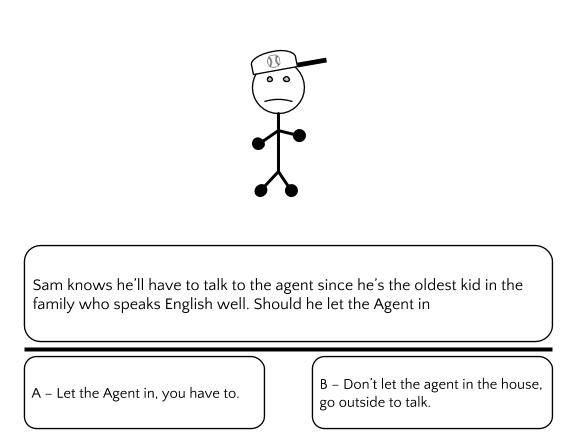 Sam knows he'll have to talk to the agent since he's the oldest kid in the
family who speaks English well. Should he let the Agent in
A – Let the Agent in, you have to.
B – Don't let the agent in the house,
go outside to talk.